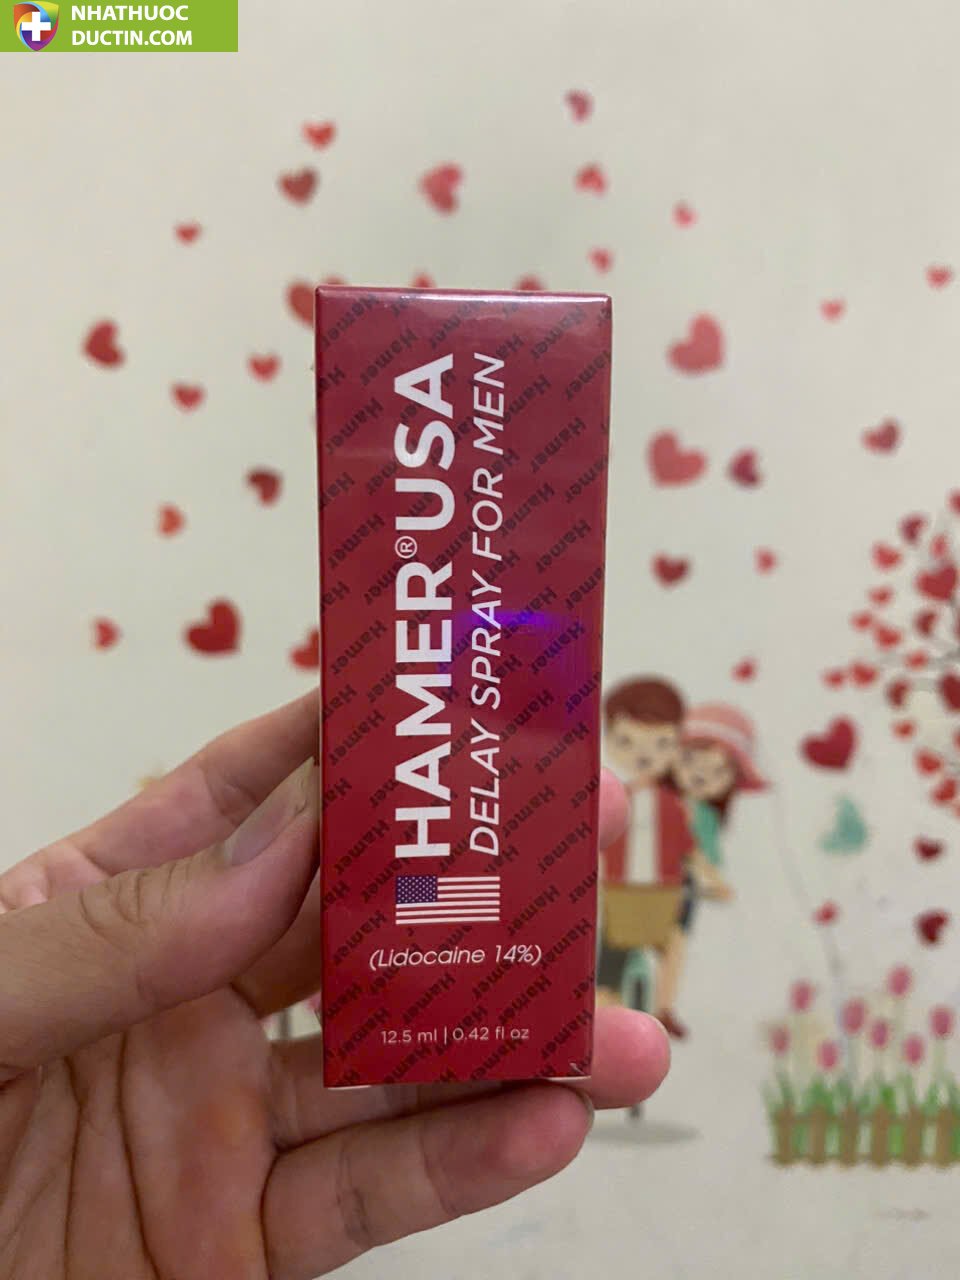 NHATHUOC
DUCTIN.COM
HAMER®USA
DELAY SPRAY FOR MEN
(Lidocaine 14%)
12.5 ml | 0.42 fl oz